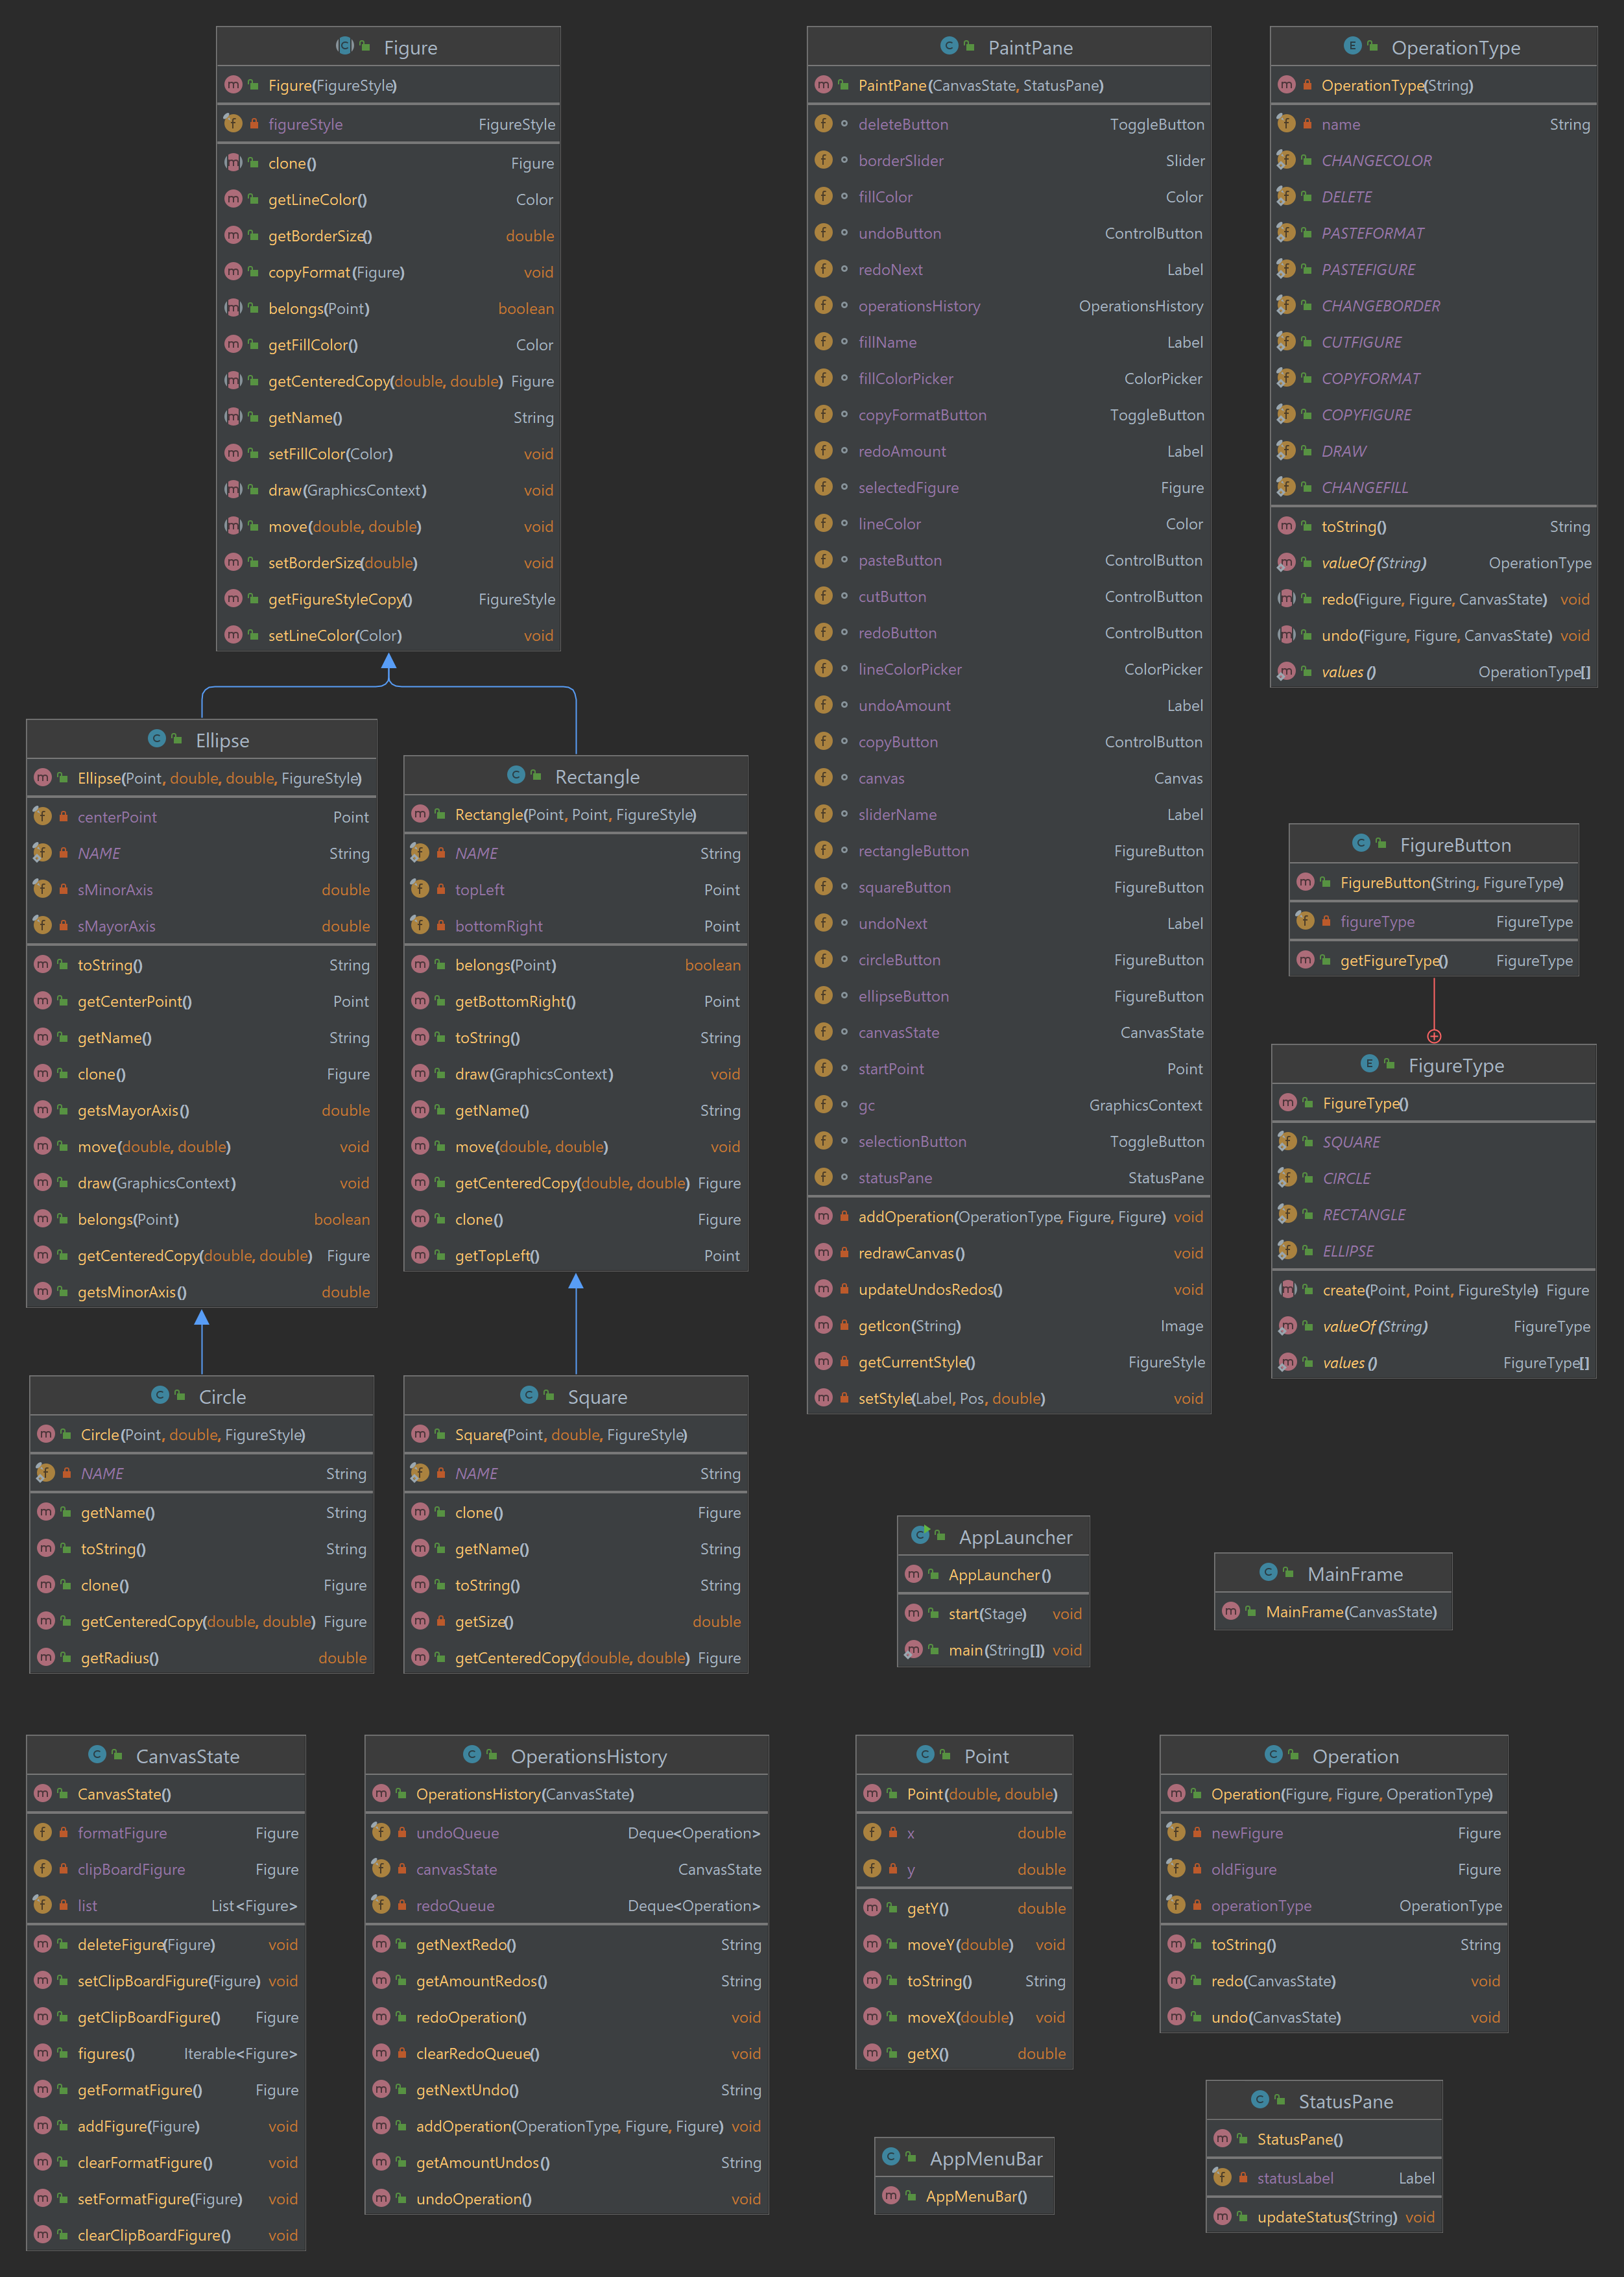 Figure
Figure(FigureStyle)
figureStyle FigureStyle
clone() Figure
getLineColor() Color
getBorderSize() double
copyFormat(Figure) void
belongs(Point) boolean
getFillColor() Color
getCenteredCopy(double, double) Figure
getName() String
setFillColor(Color) void
draw(GraphicsContext) void
move(double, double) void
setBorderSize(double) void
getFigureStyleCopy() FigureStyle
setLineColor(Color) void
PaintPane
PaintPane(CanvasState, StatusPane)
deleteButton ToggleButton
borderSlider Slider
fillColor Color
undoButton ControlButton
redoNext Label
operationsHistory OperationsHistory
fillName Label
fillColorPicker ColorPicker
copyFormatButton ToggleButton
redoAmount Label
selectedFigure Figure
lineColor Color
pasteButton ControlButton
cutButton ControlButton
redoButton ControlButton
lineColorPicker ColorPicker
undoAmount Label
copyButton ControlButton
canvas Canvas
sliderName Label
rectangleButton FigureButton
squareButton FigureButton
undoNext Label
circleButton FigureButton
ellipseButton FigureButton
canvasState CanvasState
startPoint Point
gc GraphicsContext
selectionButton ToggleButton
statusPane StatusPane
addOperation(OperationType, Figure, Figure) void
redrawCanvas() void
updateUndosRedos() void
getIcon(String) Image
getCurrentStyle() FigureStyle
setStyle(Label, Pos, double) void
OperationType
OperationType(String)
name String
CHANGECOLOR
DELETE
PASTEFORMAT
PASTEFIGURE
CHANGEBORDER
CUTFIGURE
COPYFORMAT
COPYFIGURE
DRAW
CHANGEFILL
toString() String
valueOf(String) OperationType
redo(Figure, Figure, CanvasState) void
undo(Figure, Figure, CanvasState) void
values() OperationType[]
Ellipse
Ellipse(Point, double, double, FigureStyle)
centerPoint Point
NAME String
sMinorAxis double
sMayorAxis double
toString() String
getCenterPoint() Point
getName() String
clone() Figure
getsMayorAxis() double
move(double, double) void
draw(GraphicsContext) void
belongs(Point) boolean
getCenteredCopy(double, double) Figure
getsMinorAxis() double
Rectangle
Rectangle(Point, Point, FigureStyle)
NAME String
topLeft Point
bottomRight Point
belongs(Point) boolean
getBottomRight() Point
toString() String
draw(GraphicsContext) void
getName() String
move(double, double) void
getCenteredCopy(double, double) Figure
clone() Figure
getTopLeft() Point
FigureButton
FigureButton(String, FigureType)
figureType FigureType
getFigureType() FigureType
FigureType
FigureType()
SQUARE
CIRCLE
RECTANGLE
ELLIPSE
create(Point, Point, FigureStyle) Figure
valueOf(String) FigureType
values() FigureType[]
Circle
Circle(Point, double, FigureStyle)
NAME String
getName() String
toString() String
clone() Figure
getCenteredCopy(double, double) Figure
getRadius() double
Square
Square(Point, double, FigureStyle)
NAME String
clone() Figure
getName() String
toString() String
getSize() double
getCenteredCopy(double, double) Figure
AppLauncher
AppLauncher()
start(Stage) void
main(String[]) void
MainFrame
MainFrame(CanvasState)
CanvasState
CanvasState()
formatFigure Figure
clipBoardFigure Figure
list List<Figure>
deleteFigure(Figure) void
setClipBoardFigure(Figure) void
getClipBoardFigure() Figure
figures() Iterable<Figure>
getFormatFigure() Figure
addFigure(Figure) void
clearFormatFigure() void
setFormatFigure(Figure) void
clearClipBoardFigure() void
OperationsHistory
OperationsHistory(CanvasState)
undoQueue Deque<Operation>
canvasState CanvasState
redoQueue Deque<Operation>
getNextRedo() String
getAmountRedos() String
redoOperation() void
clearRedoQueue() void
getNextUndo() String
addOperation(OperationType, Figure, Figure) void
getAmountUndos() String
undoOperation() void
Point
Point(double, double)
x double
y double
getY() double
moveY(double) void
toString() String
moveX(double) void
getX() double
Operation
Operation(Figure, Figure, OperationType)
newFigure Figure
oldFigure Figure
operationType OperationType
toString() String
redo(CanvasState) void
undo(CanvasState) void
AppMenuBar
AppMenuBar()
StatusPane
StatusPane()
statusLabel Label
updateStatus(String) void